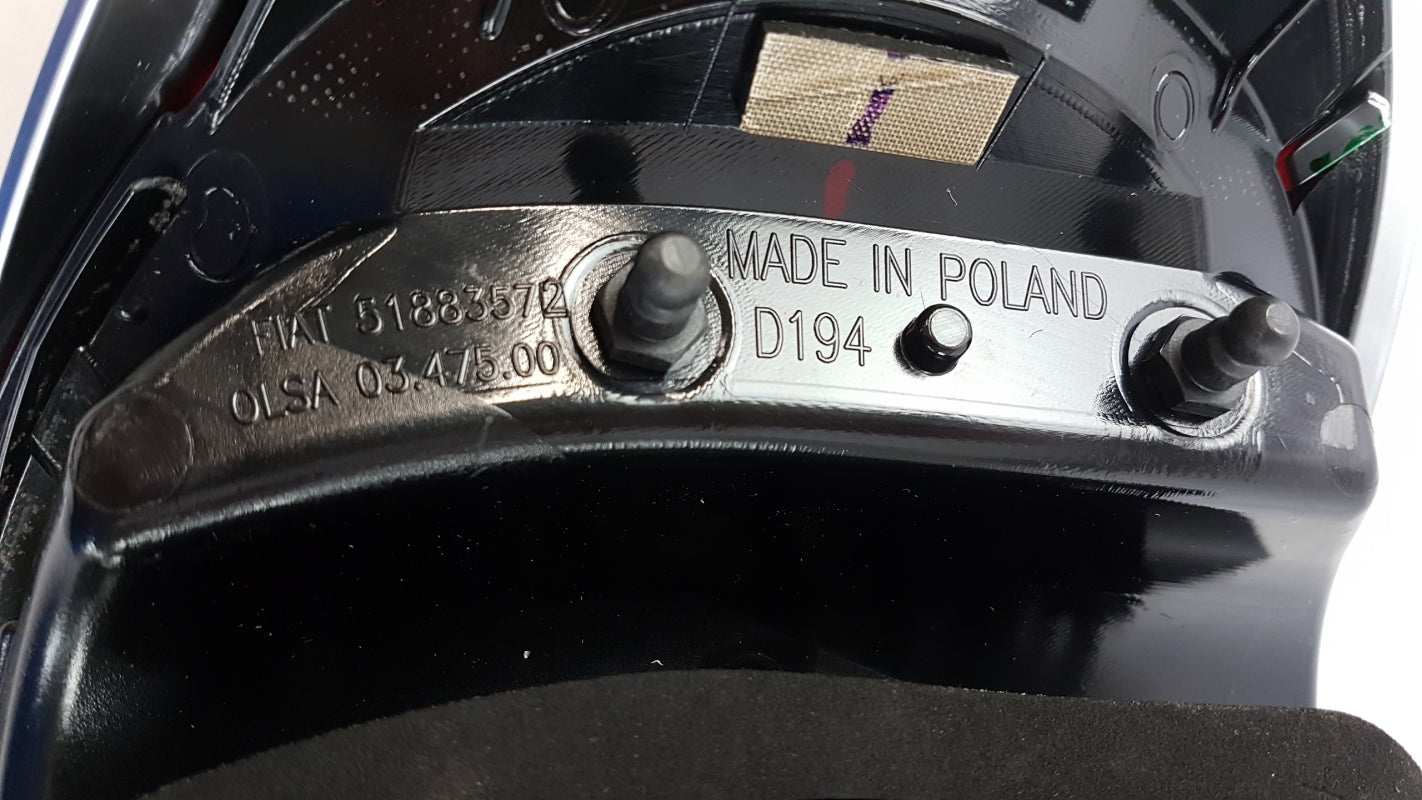 FIAT 51883572
OLSA 03.475.00
MADE IN POLAND
D194